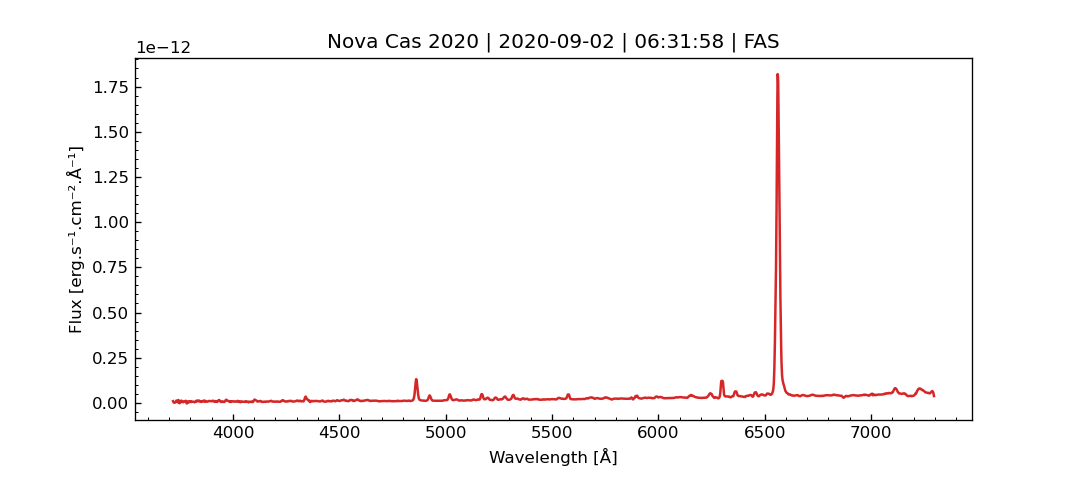 Nova Cas 2020 | 2020-09-02 | 06:31:58 | FAS
1e−12
1.75
1.50
1.25
1.00
0.75
0.50
0.25
0.00
Flux [erg.s⁻¹.cm⁻².Å⁻¹]
4000 4500 5000 5500 6000 6500 7000
Wavelength [Å]